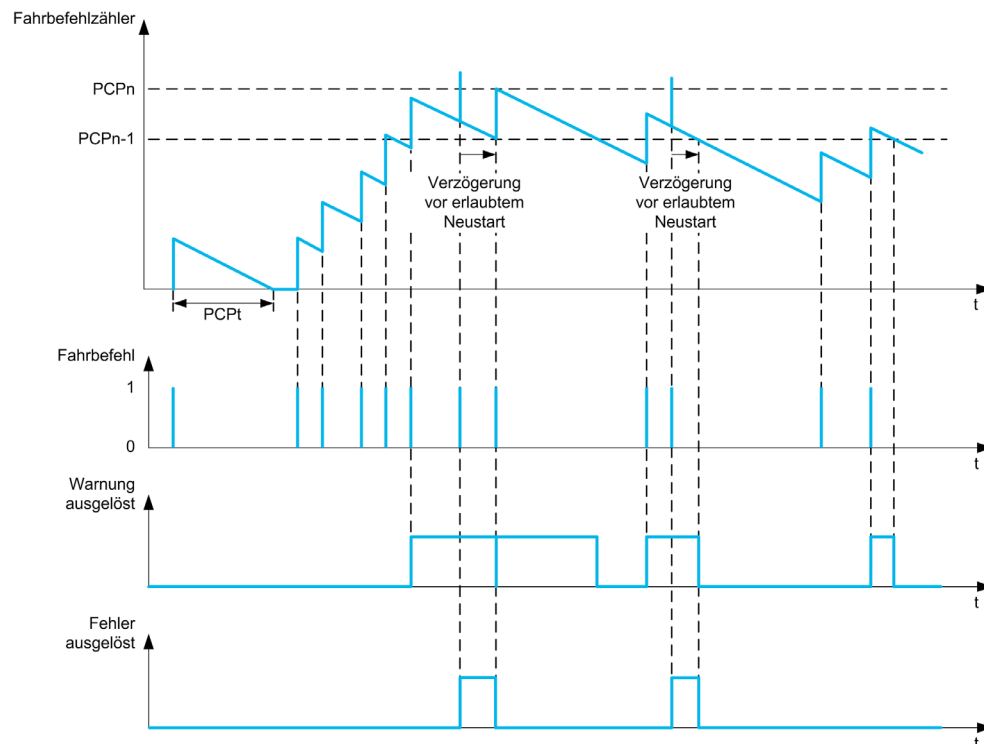 Fahrbefehlzähler
PCPn
PCPn-1
Verzögerung
vor erlaubtem
Neustart
Verzögerung
vor erlaubtem
Neustart
PCPt
t
Fahrbefehl
1
0
t
Warnung
ausgelöst
t
Fehler
ausgelöst
t